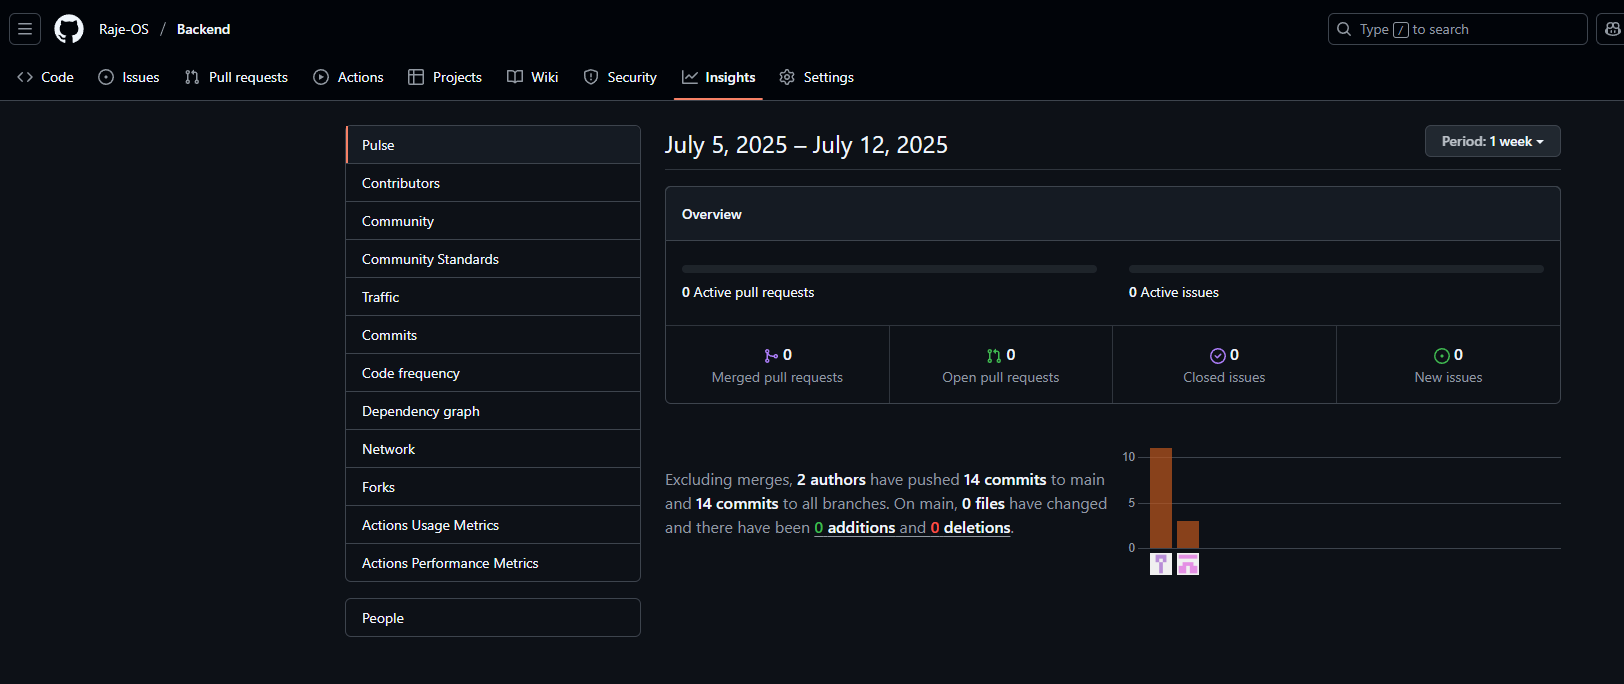 Raje-OS / Backend
Type / to search
Code Issues Pull requests Actions Projects Wiki Security Insights Settings
Pulse
Contributors
Community
Community Standards
Traffic
Commits
Code frequency
Dependency graph
Network
Forks
Actions Usage Metrics
Actions Performance Metrics
People
July 5, 2025 – July 12, 2025
Period: 1 week
Overview
0 Active pull requests
0 Active issues
0
Merged pull requests
0
Open pull requests
0
Closed issues
0
New issues
Excluding merges, 2 authors have pushed 14 commits to main
and 14 commits to all branches. On main, 0 files have changed
and there have been 0 additions and 0 deletions.
10
5
0